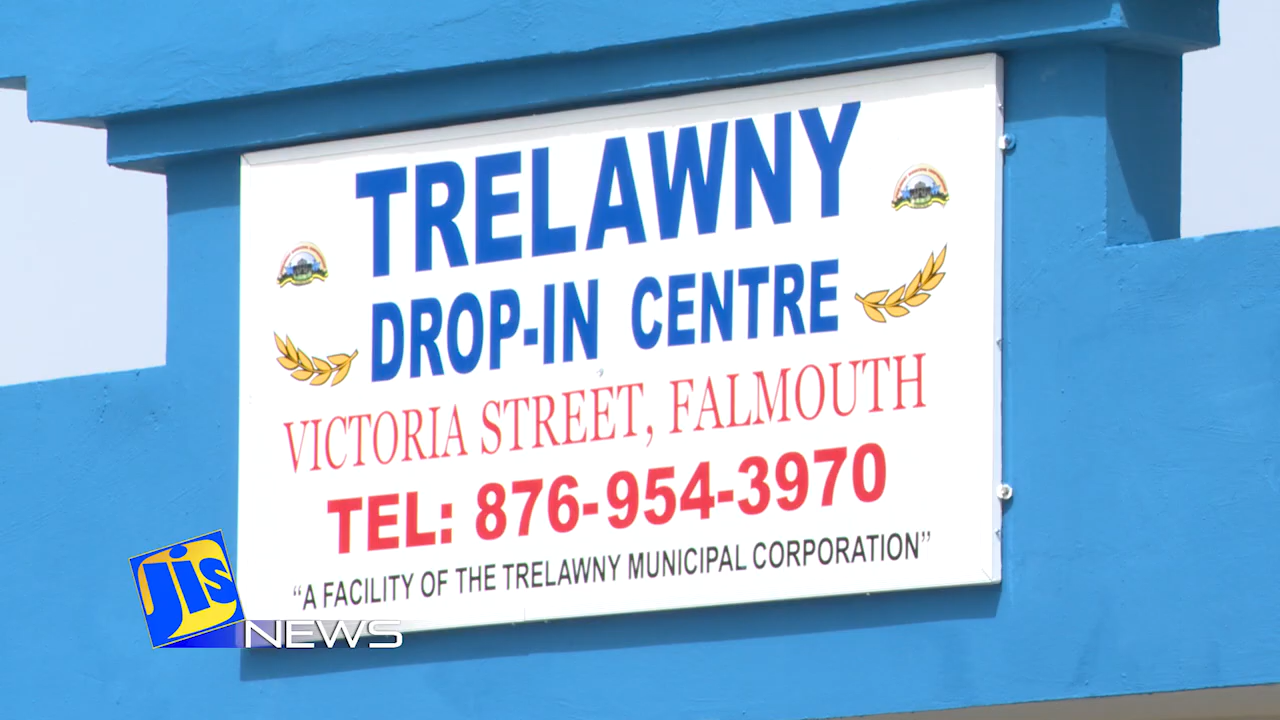 TRELAWNY
DROP-IN CENTRE
VICTORIA STREET, FALMOUTH
TEL: 876-954-3970
“A FACILITY OF THE TRELAWNY MUNICIPAL CORPORATION”
jis NEWS